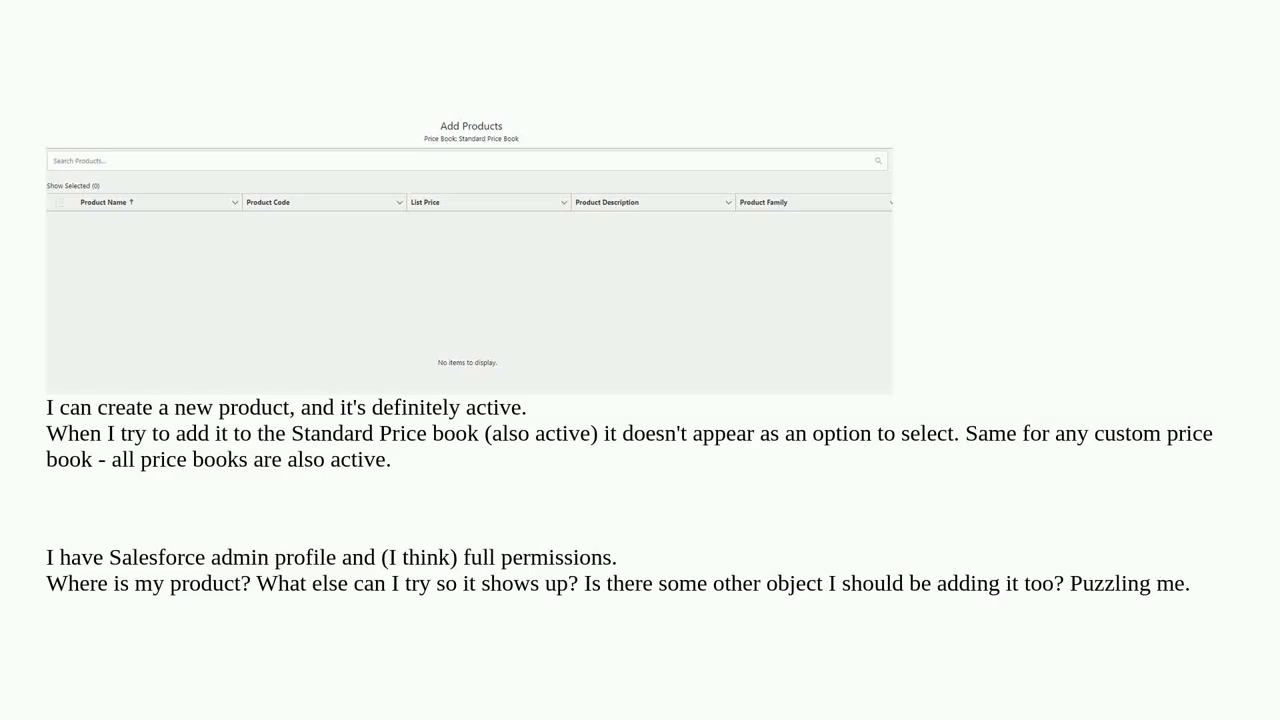 Add Products
Price Book: Standard Price Book
Search Products...
Show Selected (0)
Product Name ↑ Product Code List Price Product Description Product Family
No items to display.
I can create a new product, and it's definitely active.
When I try to add it to the Standard Price book (also active) it doesn't appear as an option to select. Same for any custom price
book - all price books are also active.
I have Salesforce admin profile and (I think) full permissions.
Where is my product? What else can I try so it shows up? Is there some other object I should be adding it too? Puzzling me.